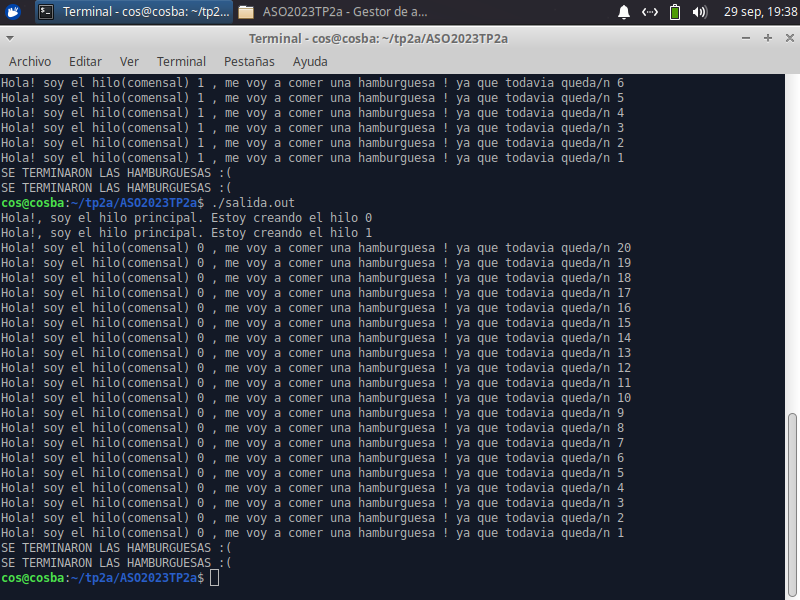 Terminal - cos@cosba: ~/tp2...
ASO2023TP2a - Gestor de a...
29 sep, 19:38
Terminal - cos@cosba: ~/tp2a/ASO2023TP2a
Archivo Editar Ver Terminal Pestañas Ayuda
Hola! soy el hilo(comensal) 1 , me voy a comer una hamburguesa ! ya que todavia queda/n 6
Hola! soy el hilo(comensal) 1 , me voy a comer una hamburguesa ! ya que todavia queda/n 5
Hola! soy el hilo(comensal) 1 , me voy a comer una hamburguesa ! ya que todavia queda/n 4
Hola! soy el hilo(comensal) 1 , me voy a comer una hamburguesa ! ya que todavia queda/n 3
Hola! soy el hilo(comensal) 1 , me voy a comer una hamburguesa ! ya que todavia queda/n 2
Hola! soy el hilo(comensal) 1 , me voy a comer una hamburguesa ! ya que todavia queda/n 1
SE TERMINARON LAS HAMBURGUESAS :(
SE TERMINARON LAS HAMBURGUESAS :(
cos@cosba:~/tp2a/ASO2023TP2a$ ./salida.out
Hola!, soy el hilo principal. Estoy creando el hilo 0
Hola!, soy el hilo principal. Estoy creando el hilo 1
Hola! soy el hilo(comensal) 0 , me voy a comer una hamburguesa ! ya que todavia queda/n 20
Hola! soy el hilo(comensal) 0 , me voy a comer una hamburguesa ! ya que todavia queda/n 19
Hola! soy el hilo(comensal) 0 , me voy a comer una hamburguesa ! ya que todavia queda/n 18
Hola! soy el hilo(comensal) 0 , me voy a comer una hamburguesa ! ya que todavia queda/n 17
Hola! soy el hilo(comensal) 0 , me voy a comer una hamburguesa ! ya que todavia queda/n 16
Hola! soy el hilo(comensal) 0 , me voy a comer una hamburguesa ! ya que todavia queda/n 15
Hola! soy el hilo(comensal) 0 , me voy a comer una hamburguesa ! ya que todavia queda/n 14
Hola! soy el hilo(comensal) 0 , me voy a comer una hamburguesa ! ya que todavia queda/n 13
Hola! soy el hilo(comensal) 0 , me voy a comer una hamburguesa ! ya que todavia queda/n 12
Hola! soy el hilo(comensal) 0 , me voy a comer una hamburguesa ! ya que todavia queda/n 11
Hola! soy el hilo(comensal) 0 , me voy a comer una hamburguesa ! ya que todavia queda/n 10
Hola! soy el hilo(comensal) 0 , me voy a comer una hamburguesa ! ya que todavia queda/n 9
Hola! soy el hilo(comensal) 0 , me voy a comer una hamburguesa ! ya que todavia queda/n 8
Hola! soy el hilo(comensal) 0 , me voy a comer una hamburguesa ! ya que todavia queda/n 7
Hola! soy el hilo(comensal) 0 , me voy a comer una hamburguesa ! ya que todavia queda/n 6
Hola! soy el hilo(comensal) 0 , me voy a comer una hamburguesa ! ya que todavia queda/n 5
Hola! soy el hilo(comensal) 0 , me voy a comer una hamburguesa ! ya que todavia queda/n 4
Hola! soy el hilo(comensal) 0 , me voy a comer una hamburguesa ! ya que todavia queda/n 3
Hola! soy el hilo(comensal) 0 , me voy a comer una hamburguesa ! ya que todavia queda/n 2
Hola! soy el hilo(comensal) 0 , me voy a comer una hamburguesa ! ya que todavia queda/n 1
SE TERMINARON LAS HAMBURGUESAS :(
SE TERMINARON LAS HAMBURGUESAS :(
cos@cosba:~/tp2a/ASO2023TP2a$